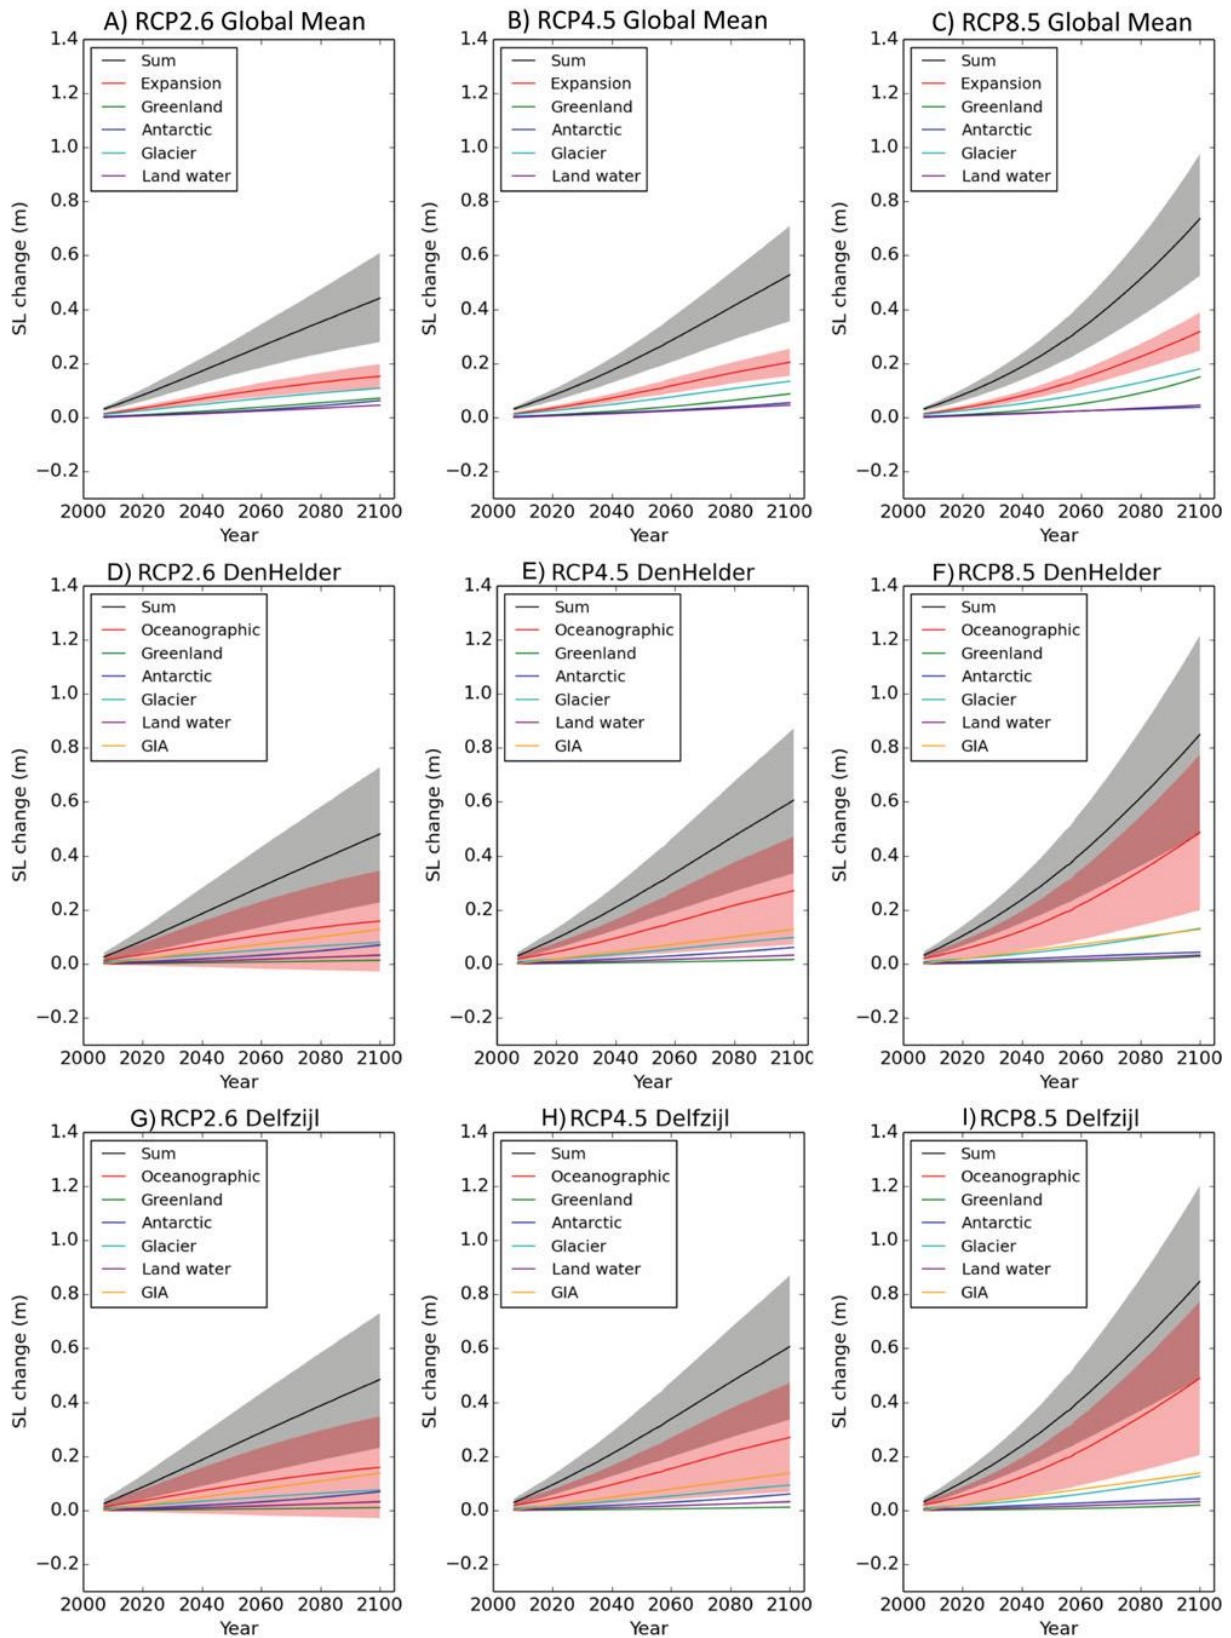 A) RCP2.6 Global Mean
1.4
1.2
1.0
0.8
0.6
0.4
0.2
0.0
−0.2
SL change (m)
Sum
Expansion
Greenland
Antarctic
Glacier
Land water
2000 2020 2040 2060 2080 2100
Year
B) RCP4.5 Global Mean
1.4
1.2
1.0
0.8
0.6
0.4
0.2
0.0
−0.2
SL change (m)
Sum
Expansion
Greenland
Antarctic
Glacier
Land water
2000 2020 2040 2060 2080 2100
Year
C) RCP8.5 Global Mean
1.4
1.2
1.0
0.8
0.6
0.4
0.2
0.0
−0.2
SL change (m)
Sum
Expansion
Greenland
Antarctic
Glacier
Land water
2000 2020 2040 2060 2080 2100
Year
D) RCP2.6 DenHelder
1.4
1.2
1.0
0.8
0.6
0.4
0.2
0.0
−0.2
SL change (m)
Sum
Oceanographic
Greenland
Antarctic
Glacier
Land water
GIA
2000 2020 2040 2060 2080 2100
Year
E) RCP4.5 DenHelder
1.4
1.2
1.0
0.8
0.6
0.4
0.2
0.0
−0.2
SL change (m)
Sum
Oceanographic
Greenland
Antarctic
Glacier
Land water
GIA
2000 2020 2040 2060 2080 2100
Year
F) RCP8.5 DenHelder
1.4
1.2
1.0
0.8
0.6
0.4
0.2
0.0
−0.2
SL change (m)
Sum
Oceanographic
Greenland
Antarctic
Glacier
Land water
GIA
2000 2020 2040 2060 2080 2100
Year
G) RCP2.6 Delfzijl
1.4
1.2
1.0
0.8
0.6
0.4
0.2
0.0
−0.2
SL change (m)
Sum
Oceanographic
Greenland
Antarctic
Glacier
Land water
GIA
2000 2020 2040 2060 2080 2100
Year
H) RCP4.5 Delfzijl
1.4
1.2
1.0
0.8
0.6
0.4
0.2
0.0
−0.2
SL change (m)
Sum
Oceanographic
Greenland
Antarctic
Glacier
Land water
GIA
2000 2020 2040 2060 2080 2100
Year
I) RCP8.5 Delfzijl
1.4
1.2
1.0
0.8
0.6
0.4
0.2
0.0
−0.2
SL change (m)
Sum
Oceanographic
Greenland
Antarctic
Glacier
Land water
GIA
2000 2020 2040 2060 2080 2100
Year